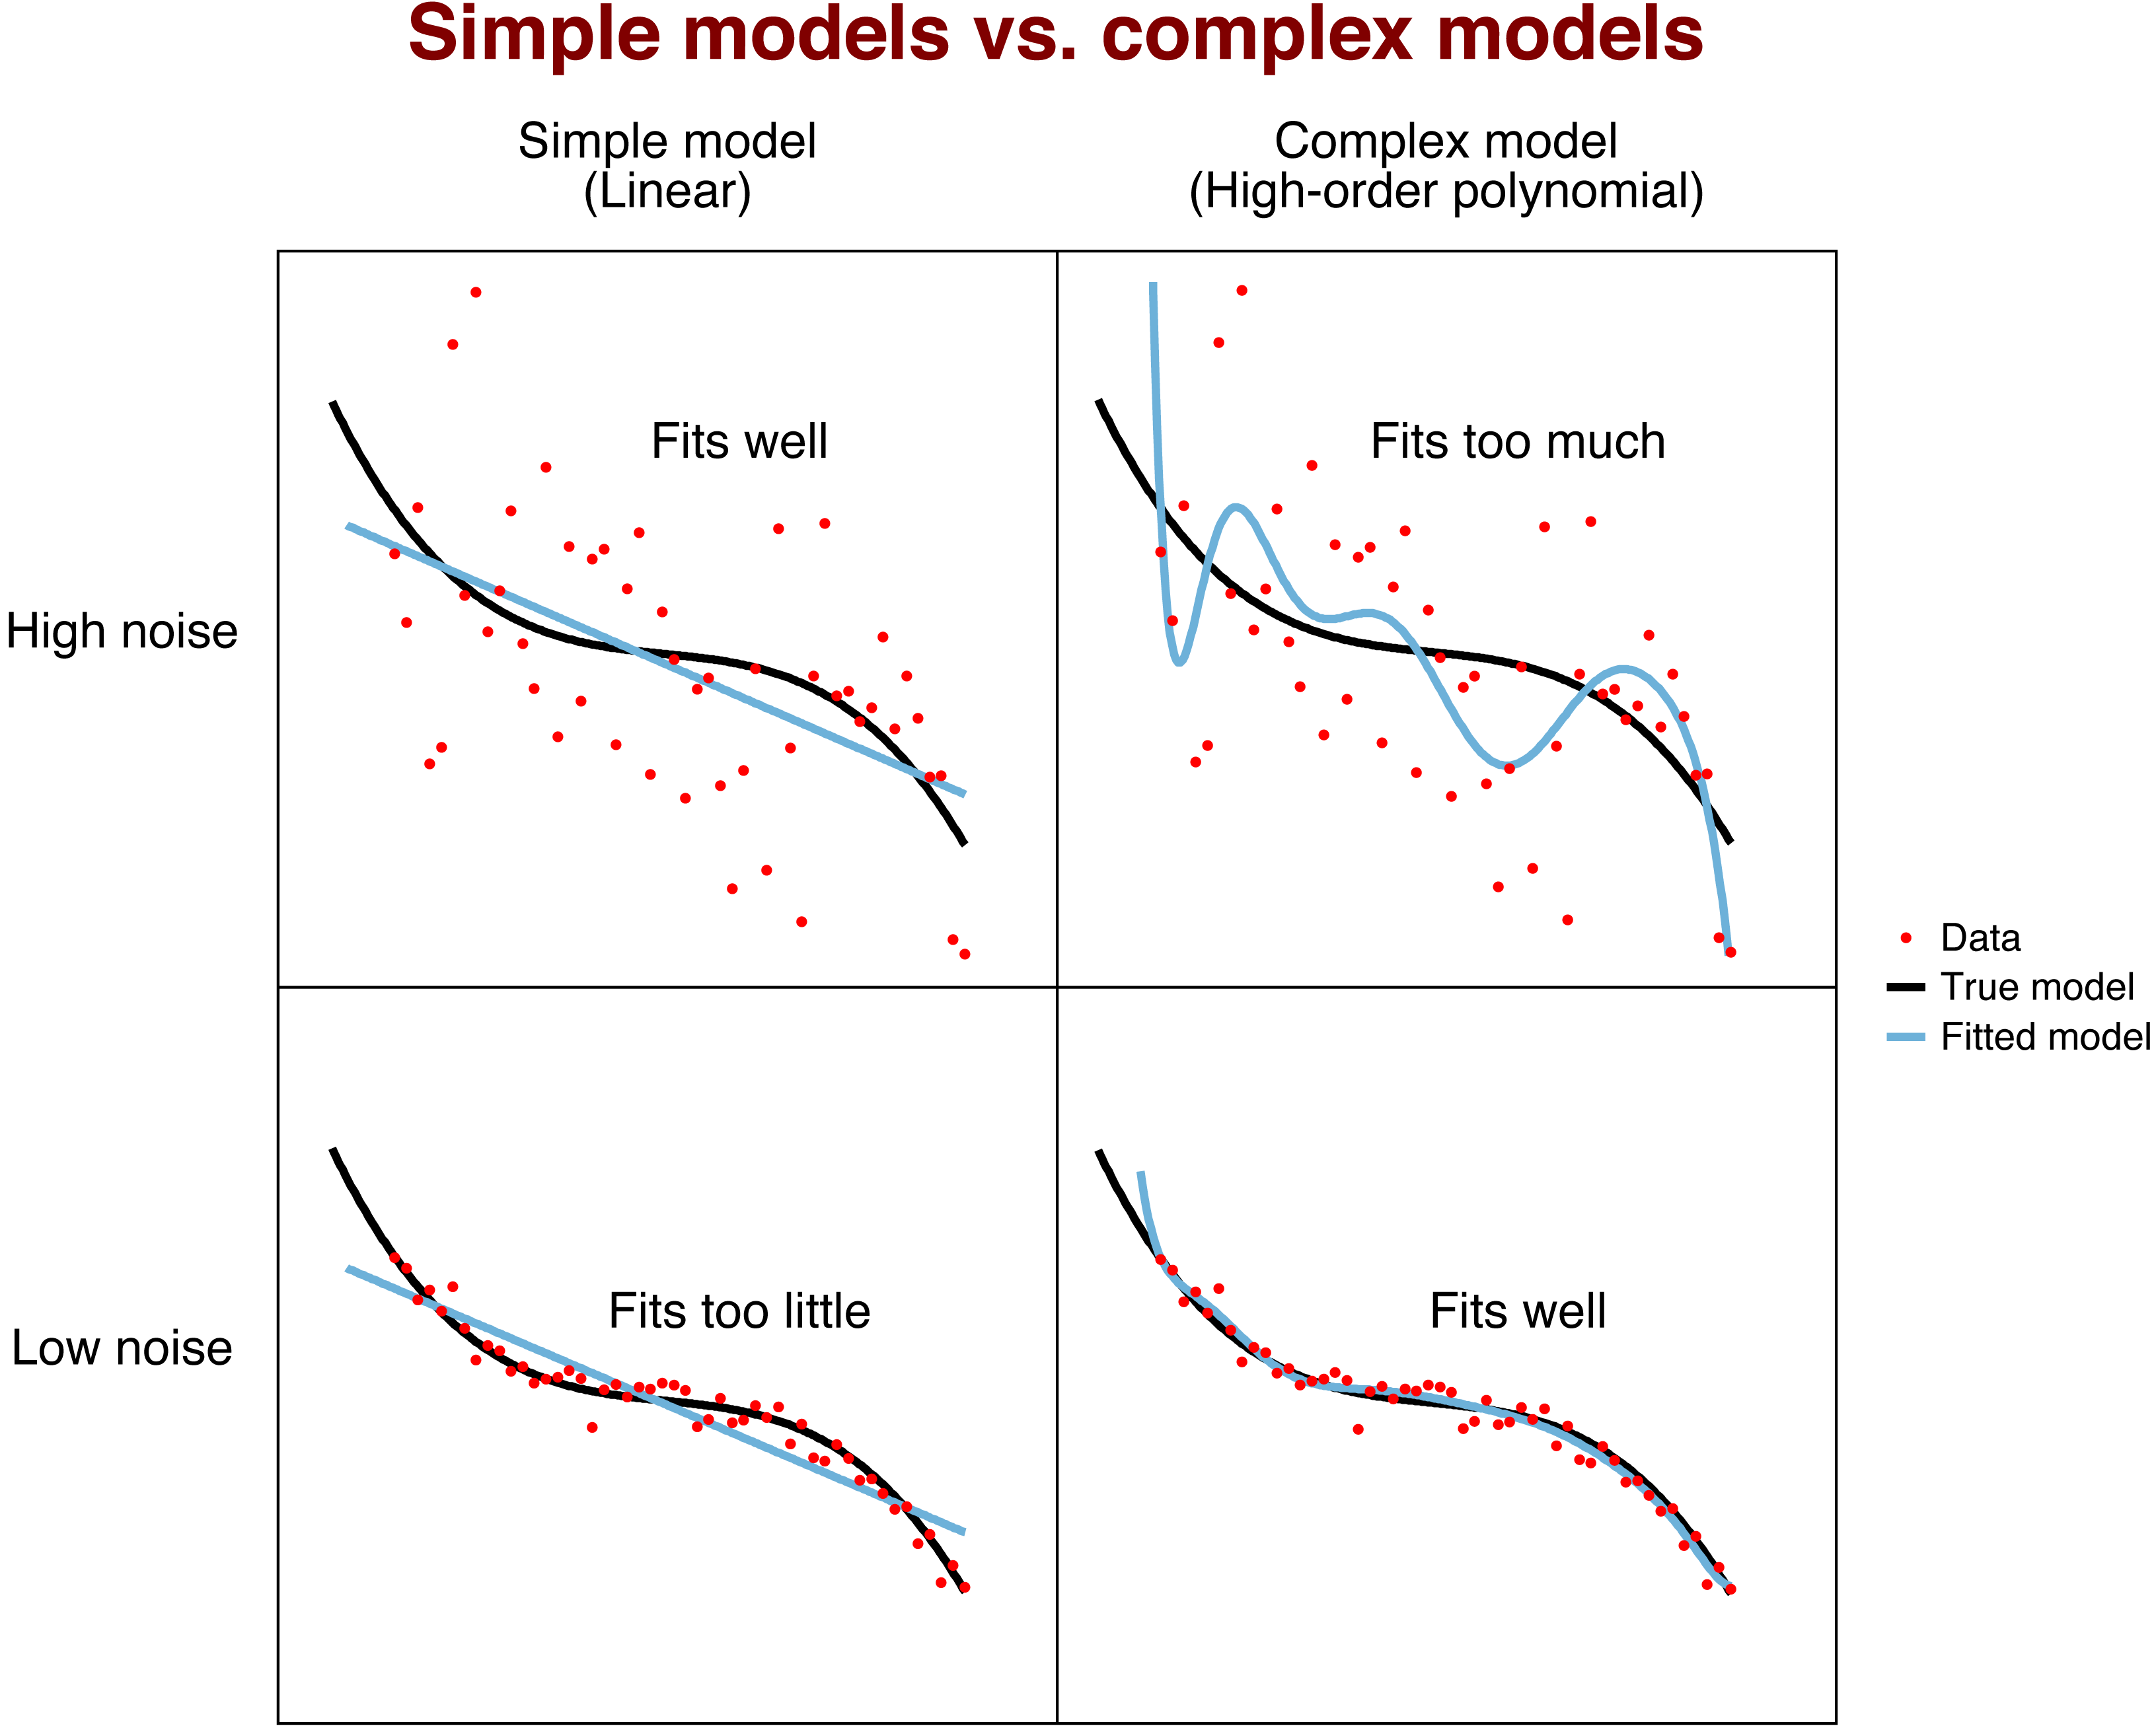 Simple models vs. complex models
Simple model
(Linear)
Complex model
(High-order polynomial)
High noise
Fits well
Fits too much
Data
True model
Fitted model
Low noise
Fits too little
Fits well